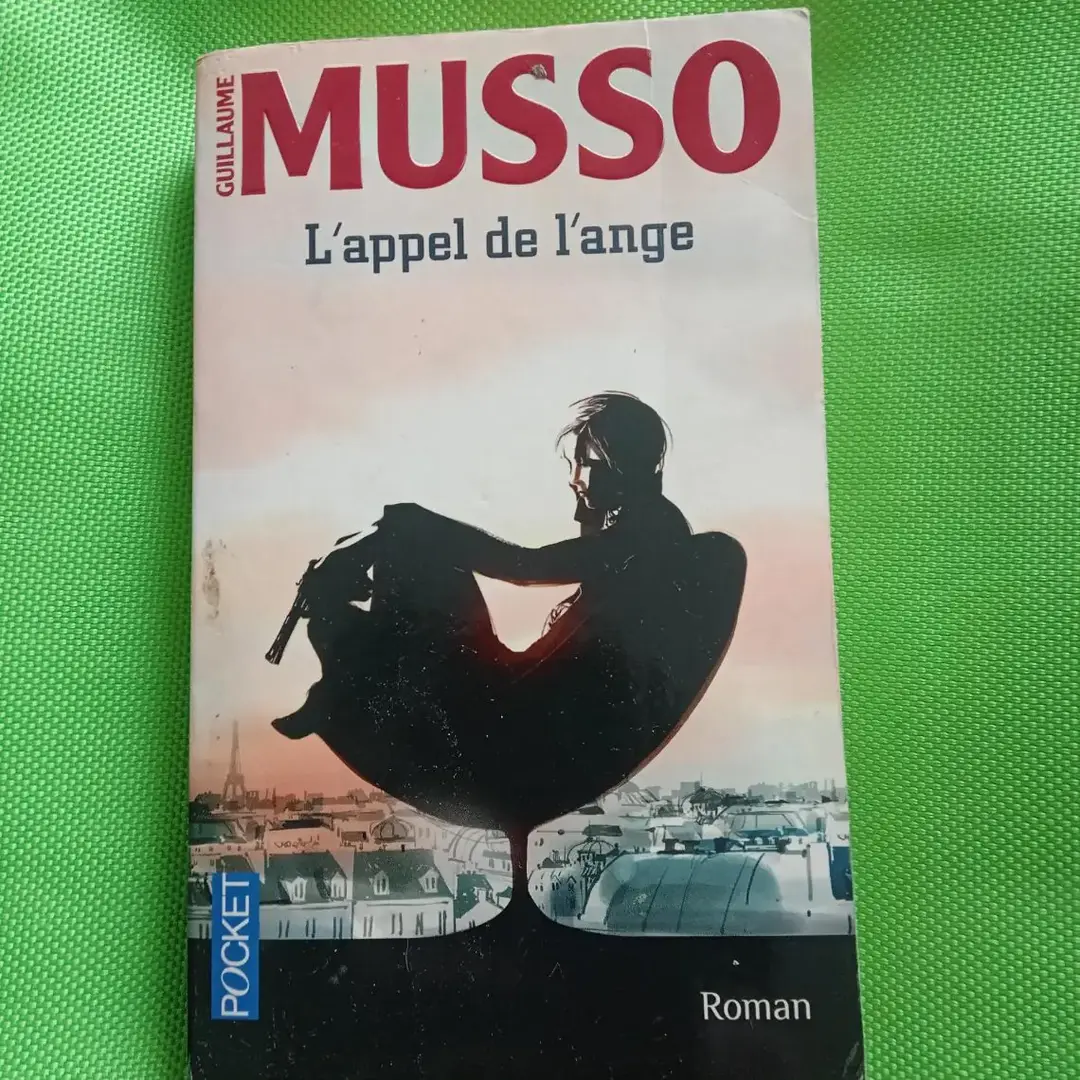 GUILLAUME
MUSSO
L'appel de l'ange
POCKET
Roman